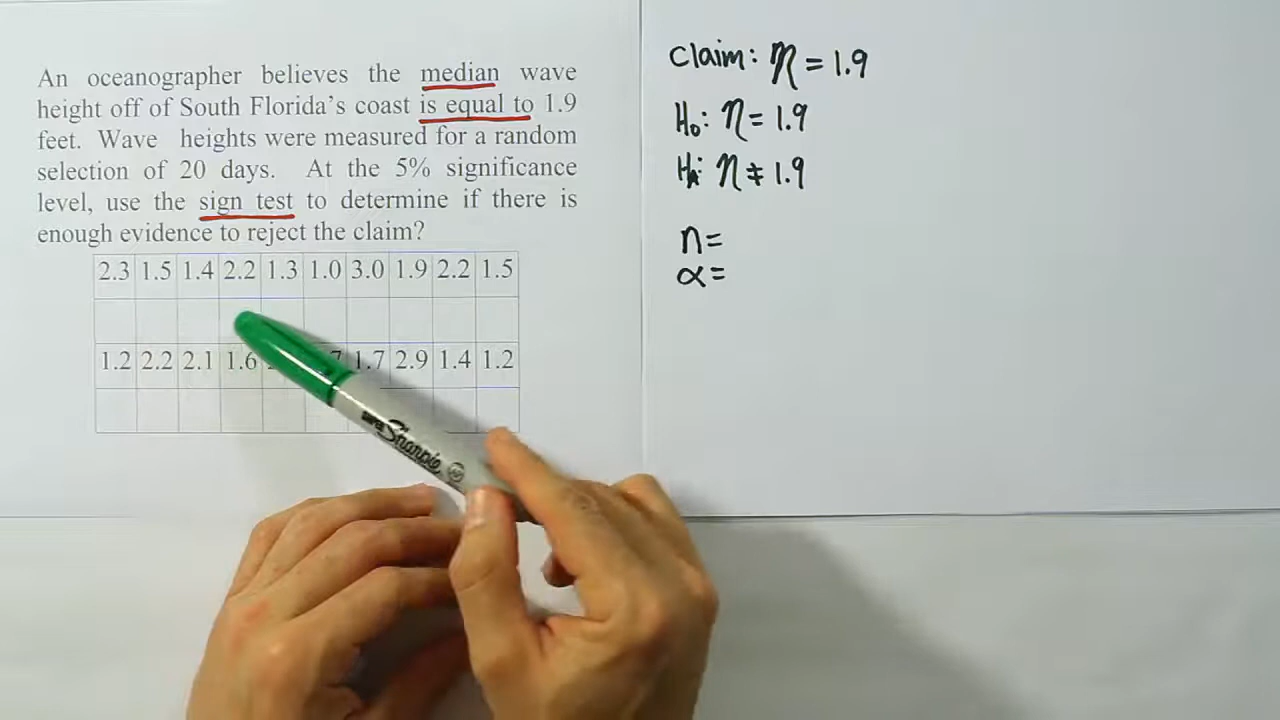 An oceanographer believes the median wave
height off of South Florida's coast is equal to 1.9
feet. Wave heights were measured for a random
selection of 20 days. At the 5% significance
level, use the sign test to determine if there is
enough evidence to reject the claim?
2.3 1.5 1.4 2.2 1.3 1.0 3.0 1.9 2.2 1.5
1.2 2.2 2.1 1.6 1.7 2.9 1.4 1.2
Claim: η = 1.9
H₀: η = 1.9
Hₐ: η ≠ 1.9
n=
α=
Sharpie